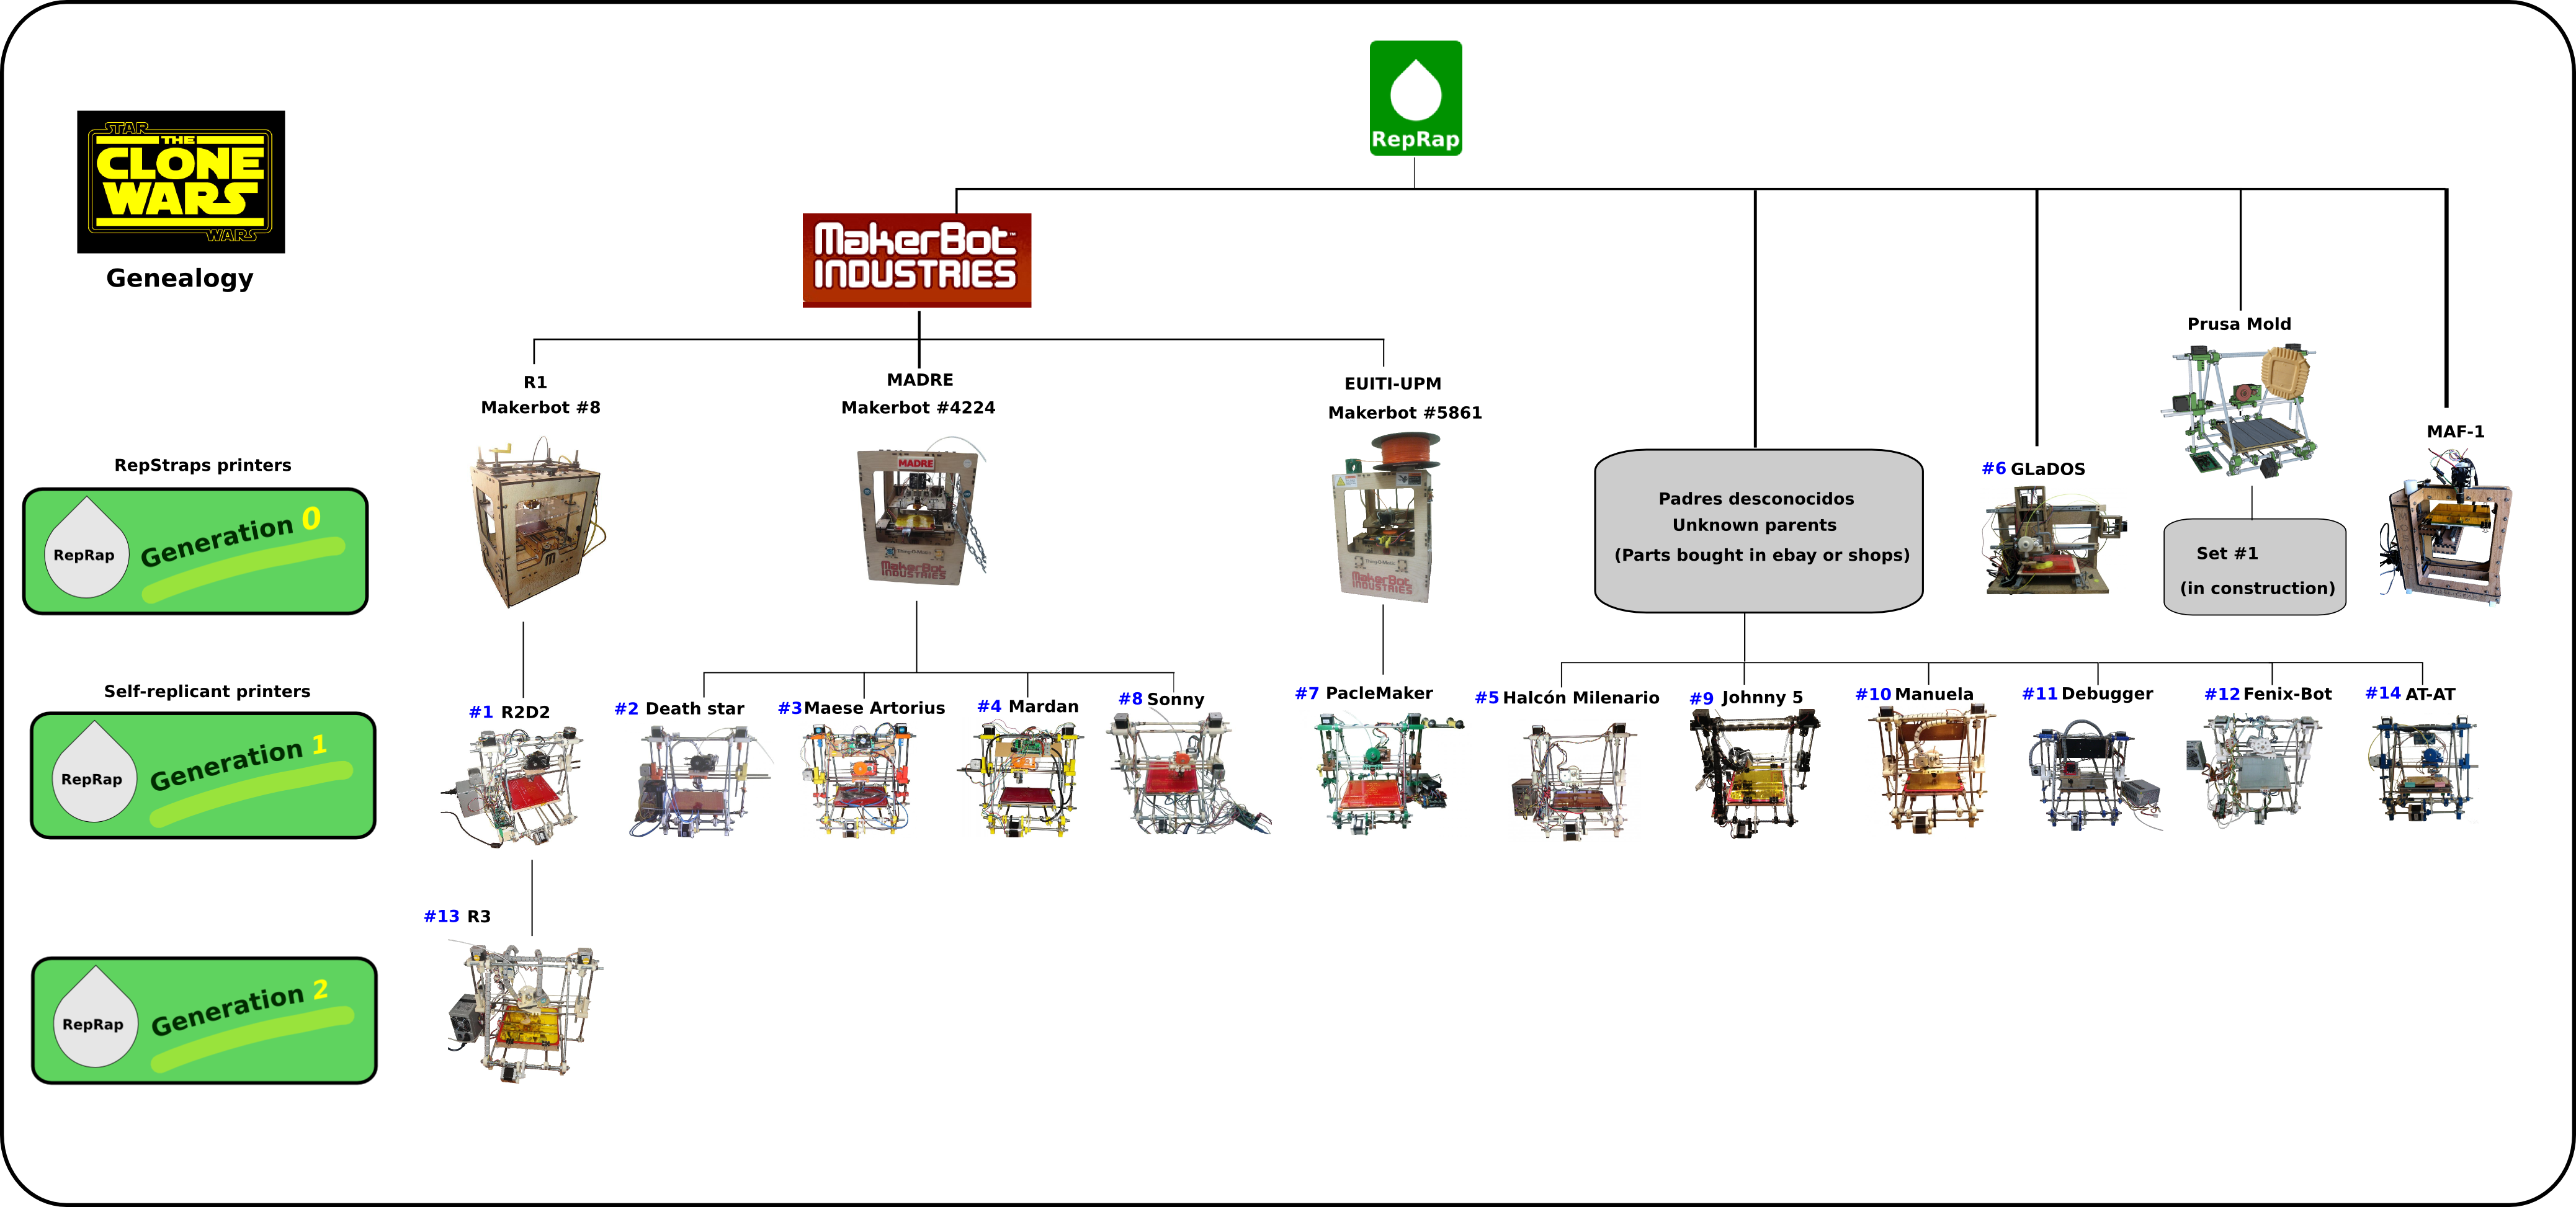 RepRap
STAR
THE
CLONE
WARS
WARS
Genealogy
MakerBot™
INDUSTRIES
Prusa Mold
R1
Makerbot #8
MADRE
Makerbot #4224
EUITI-UPM
Makerbot #5861
MAF-1
RepStraps printers
RepRap
Generation 0
MADRE
MakerBot
INDUSTRIES
MakerBot
INDUSTRIES
Padres desconocidos
Unknown parents
(Parts bought in ebay or shops)
#6 GLaDOS
Set #1
(in construction)
Self-replicant printers
RepRap
Generation 1
#1 R2D2
#2 Death star
#3 Maese Artorius
#4 Mardan
#8 Sonny
#7 PacleMaker
#5 Halcón Milenario
#9 Johnny 5
#10 Manuela
#11 Debugger
#12 Fenix-Bot
#14 AT-AT
#13 R3
RepRap
Generation 2